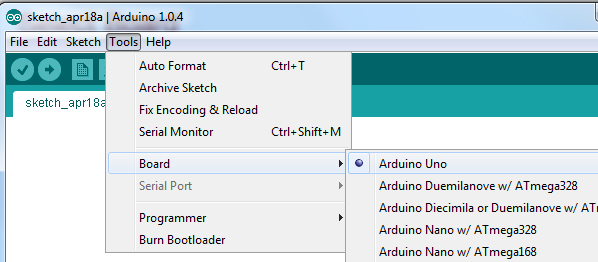 sketch_apr18a | Arduino 1.0.4
File Edit Sketch Tools Help
sketch_apr18a
Auto Format Ctrl+T
Archive Sketch
Fix Encoding & Reload
Serial Monitor Ctrl+Shift+M
Board
Serial Port
Programmer
Burn Bootloader
Arduino Uno
Arduino Duemilanove w/ ATmega328
Arduino Diecimila or Duemilanove w/ ATmega
Arduino Nano w/ ATmega328
Arduino Nano w/ ATmega168